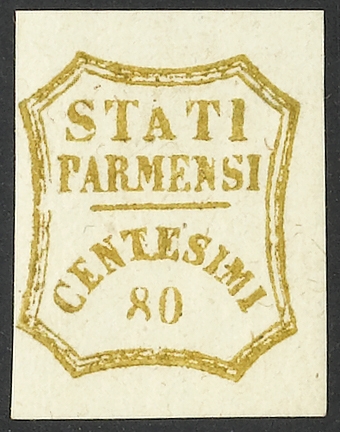 STATI
PARMENSI
CENTESIMI
80